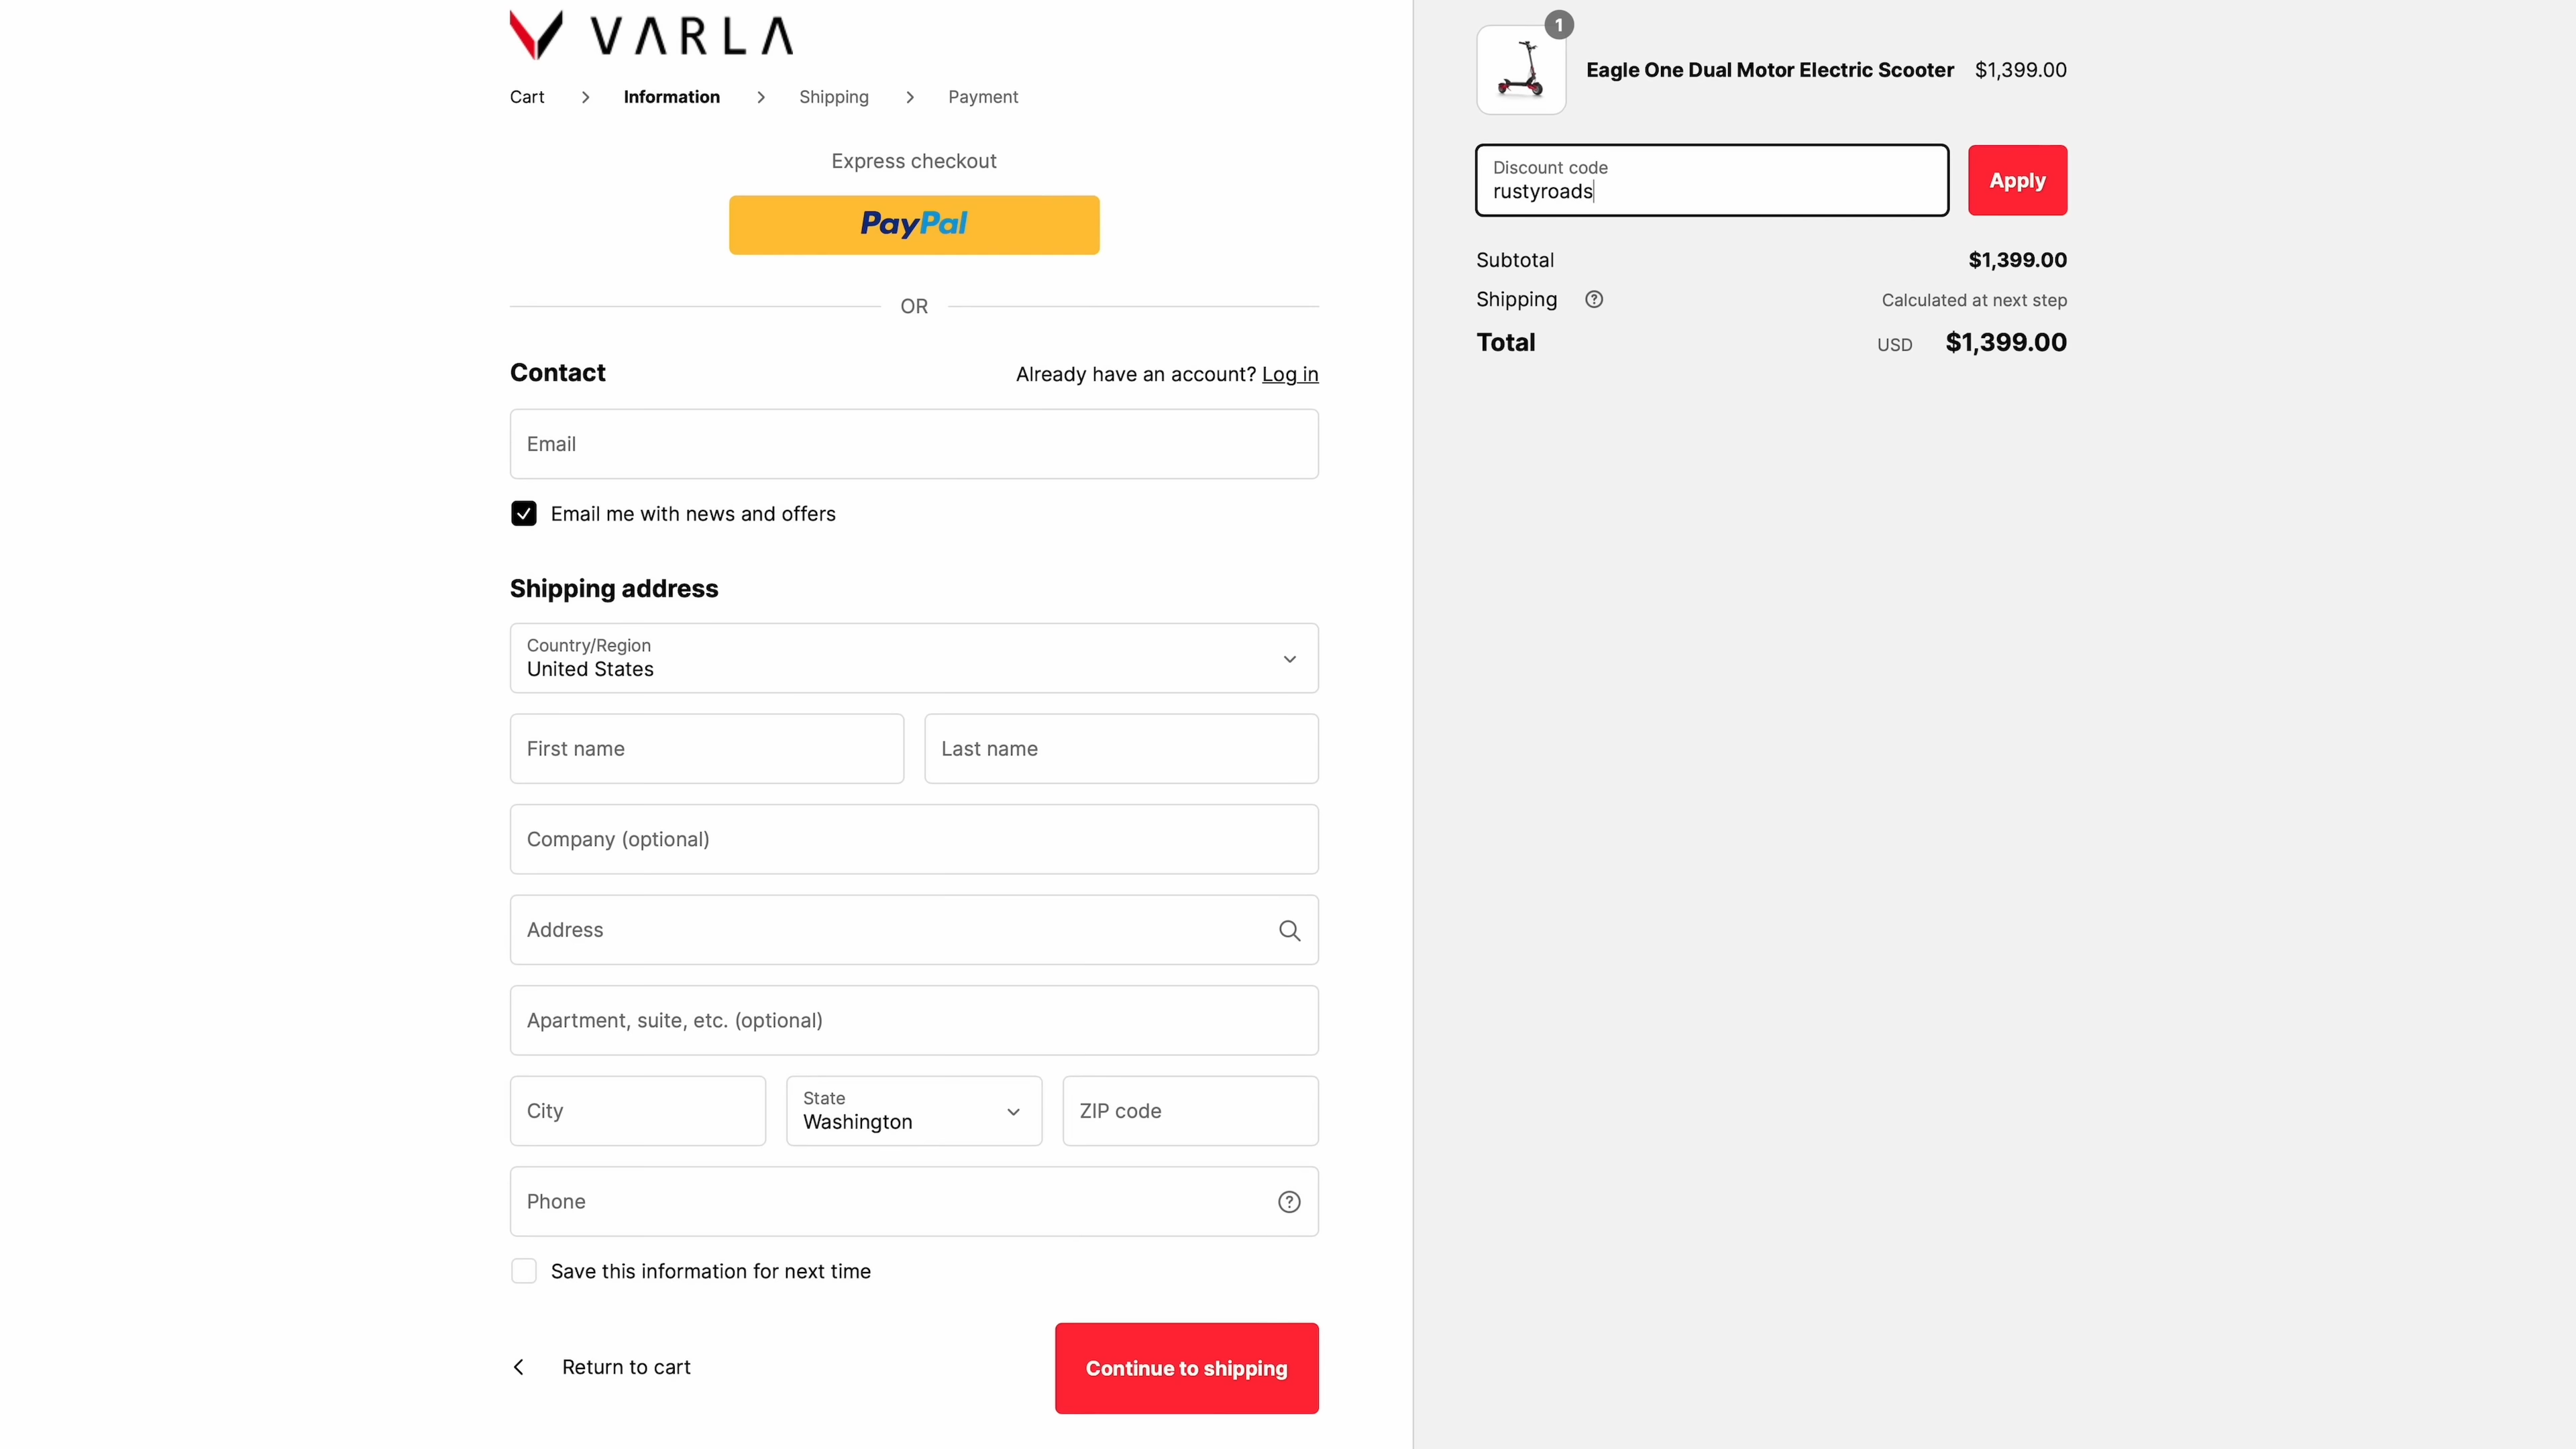 VARLA
Cart > Information > Shipping > Payment
Express checkout
PayPal
OR
Contact
Already have an account? Log in
Email
Email me with news and offers
Shipping address
Country/Region
United States
First name
Last name
Company (optional)
Address
Apartment, suite, etc. (optional)
City
State
Washington
ZIP code
Phone
Save this information for next time
Return to cart
Continue to shipping
1
Eagle One Dual Motor Electric Scooter $1,399.00
Discount code
rustyroads
Apply
Subtotal $1,399.00
Shipping Calculated at next step
Total USD $1,399.00